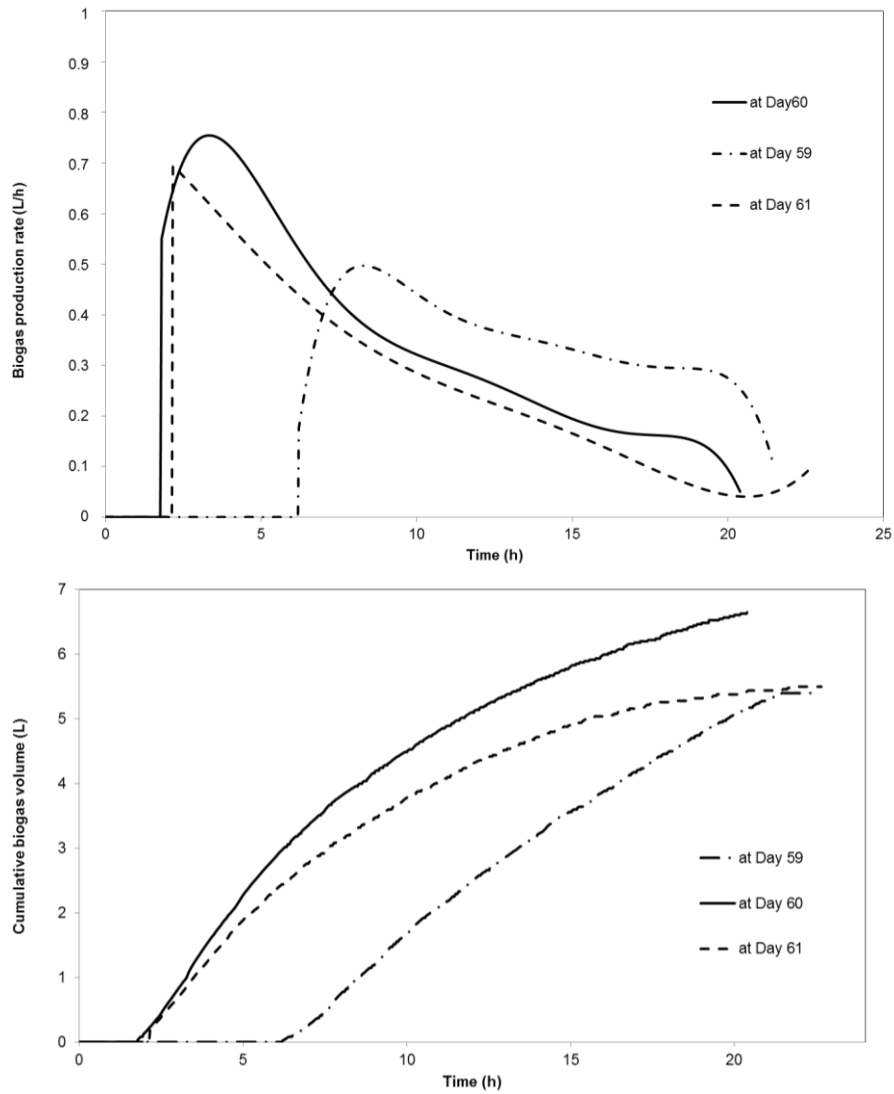 1
0.9
0.8
0.7
0.6
0.5
0.4
0.3
0.2
0.1
0
Biogas production rate (L/h)
at Day60
at Day 59
at Day 61
0 5 10 15 20 25
Time (h)
7
6
5
4
3
2
1
0
Cumulative biogas volume (L)
at Day 59
at Day 60
at Day 61
0 5 10 15 20
Time (h)